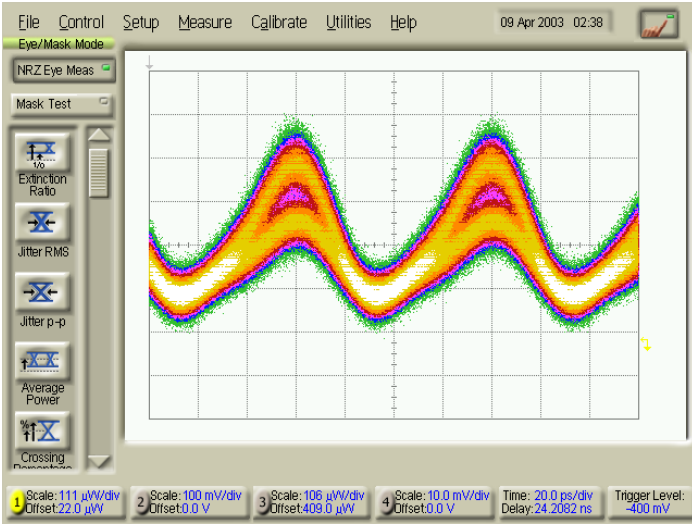 File Control Setup Measure Calibrate Utilities Help 09 Apr 2003 02:38
Eye/Mask Mode
NRZ Eye Meas
Mask Test
1/0
Extinction
Ratio
Jitter RMS
Jitter p-p
Average
Power
%
Crossing
Percentage
1 Scale: 111 µW/div
Offset: 22.0 µW
2 Scale: 100 mV/div
Offset: 0.0 V
3 Scale: 106 µW/div
Offset: 409.0 µW
4 Scale: 10.0 mV/div
Offset: 0.0 V
Time: 20.0 ps/div
Delay: 24.2082 ns
Trigger Level:
-400 mV